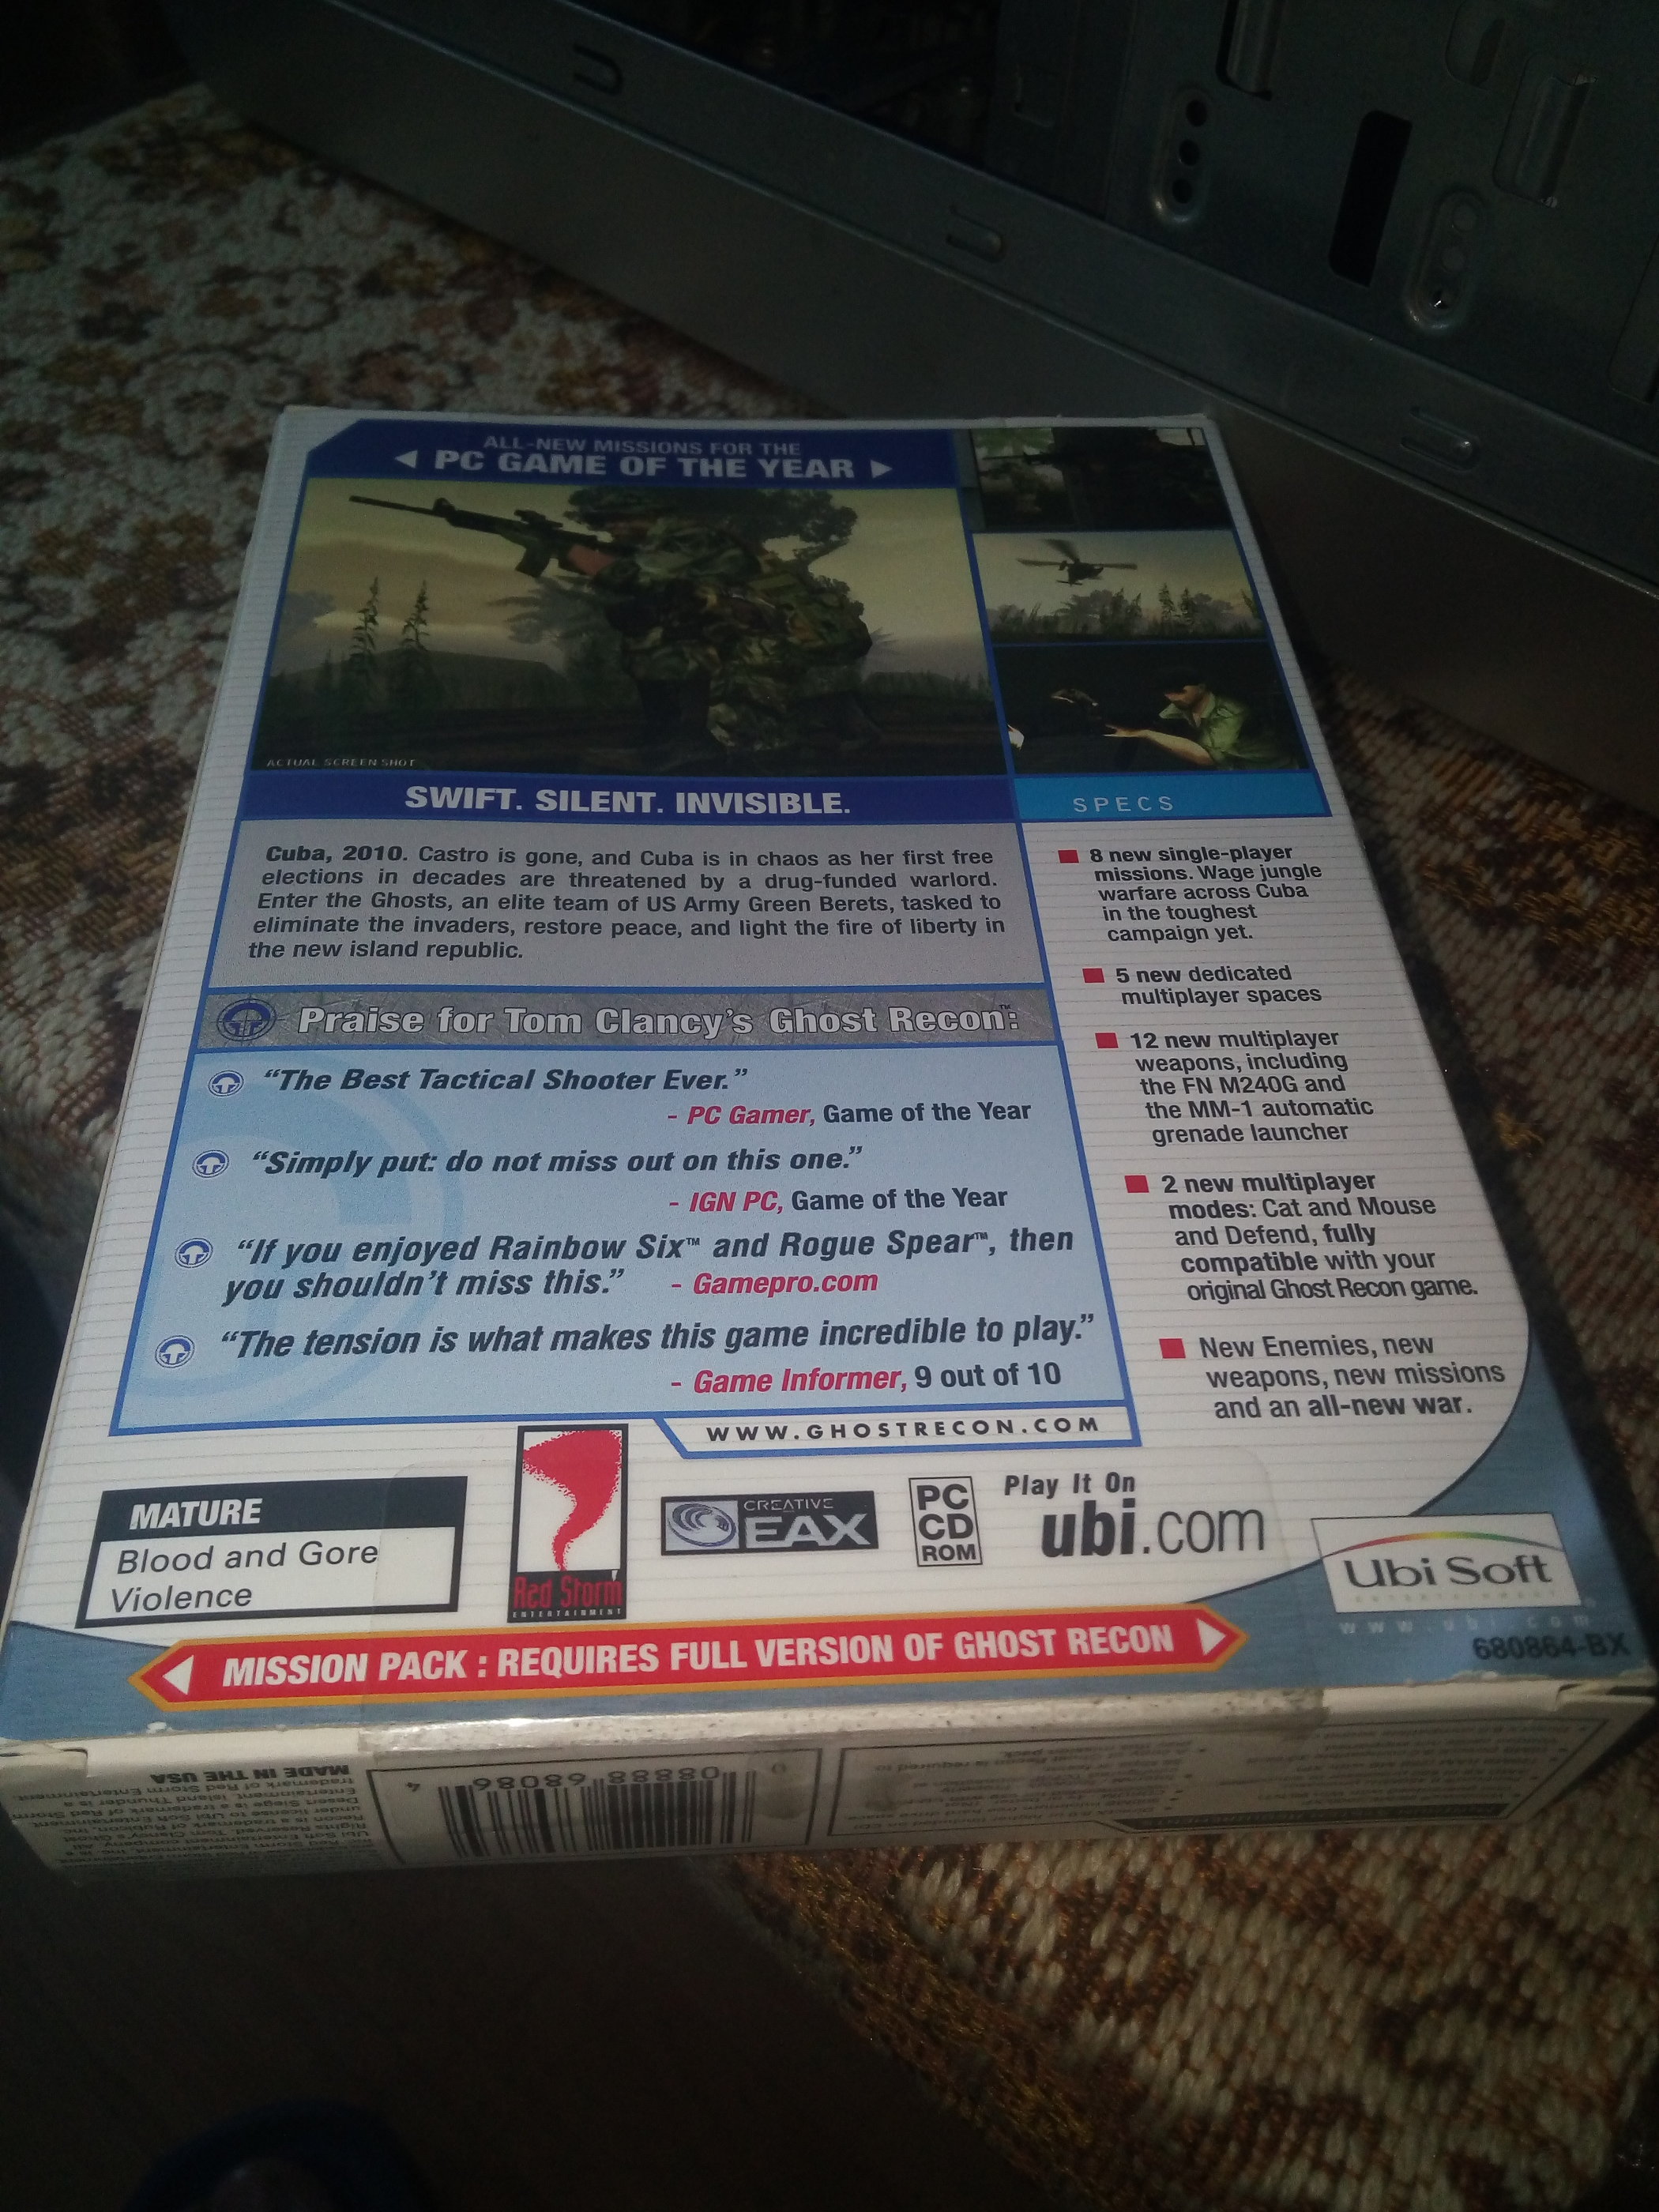 ALL-NEW MISSIONS FOR THE
PC GAME OF THE YEAR
ACTUAL SCREEN SHOT
SWIFT. SILENT. INVISIBLE.
Cuba, 2010. Castro is gone, and Cuba is in chaos as her first free
elections in decades are threatened by a drug-funded warlord.
Enter the Ghosts, an elite team of US Army Green Berets, tasked to
eliminate the invaders, restore peace, and light the fire of liberty in
the new island republic.
Praise for Tom Clancy's Ghost Recon™:
“The Best Tactical Shooter Ever.”
- PC Gamer, Game of the Year
“Simply put: do not miss out on this one.”
- IGN PC, Game of the Year
“If you enjoyed Rainbow Six™ and Rogue Spear™, then
you shouldn't miss this.” - Gamepro.com
“The tension is what makes this game incredible to play.”
- Game Informer, 9 out of 10
WWW.GHOSTRECON.COM
SPECS
8 new single-player
missions. Wage jungle
warfare across Cuba
in the toughest
campaign yet.
5 new dedicated
multiplayer spaces
12 new multiplayer
weapons, including
the FN M240G and
the MM-1 automatic
grenade launcher
2 new multiplayer
modes: Cat and Mouse
and Defend, fully
compatible with your
original Ghost Recon game.
New Enemies, new
weapons, new missions
and an all-new war.
MATURE
Blood and Gore
Violence
Red Storm
ENTERTAINMENT
CREATIVE
EAX
PC
CD
ROM
Play It On
ubi.com
Ubi Soft
ENTERTAINMENT
www.ubi.com
680864-BX
MISSION PACK : REQUIRES FULL VERSION OF GHOST RECON
MADE IN THE USA
0 08888 68086 4